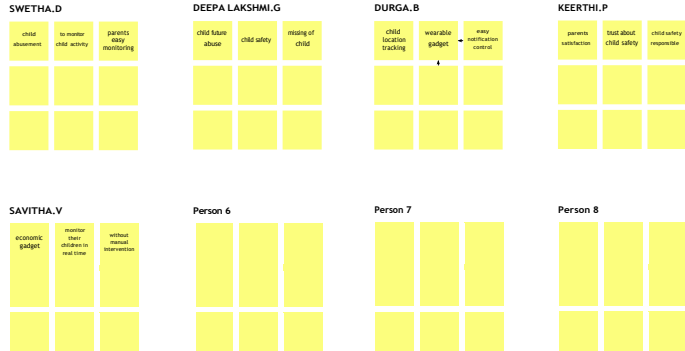 SWETHA.D
child
abusement
to monitor
child activity
parents
easy
monitoring
DEEPA LAKSHMI.G
child future
abuse
child safety
missing of
child
DURGA.B
child
location
tracking
wearable
gadget
easy
notification
control
KEERTHI.P
parents
satisfaction
trust about
child safety
child safety
responsible
SAVITHA.V
economic
gadget
monitor
their
children in
real time
without
manual
intervention
Person 6
Person 7
Person 8